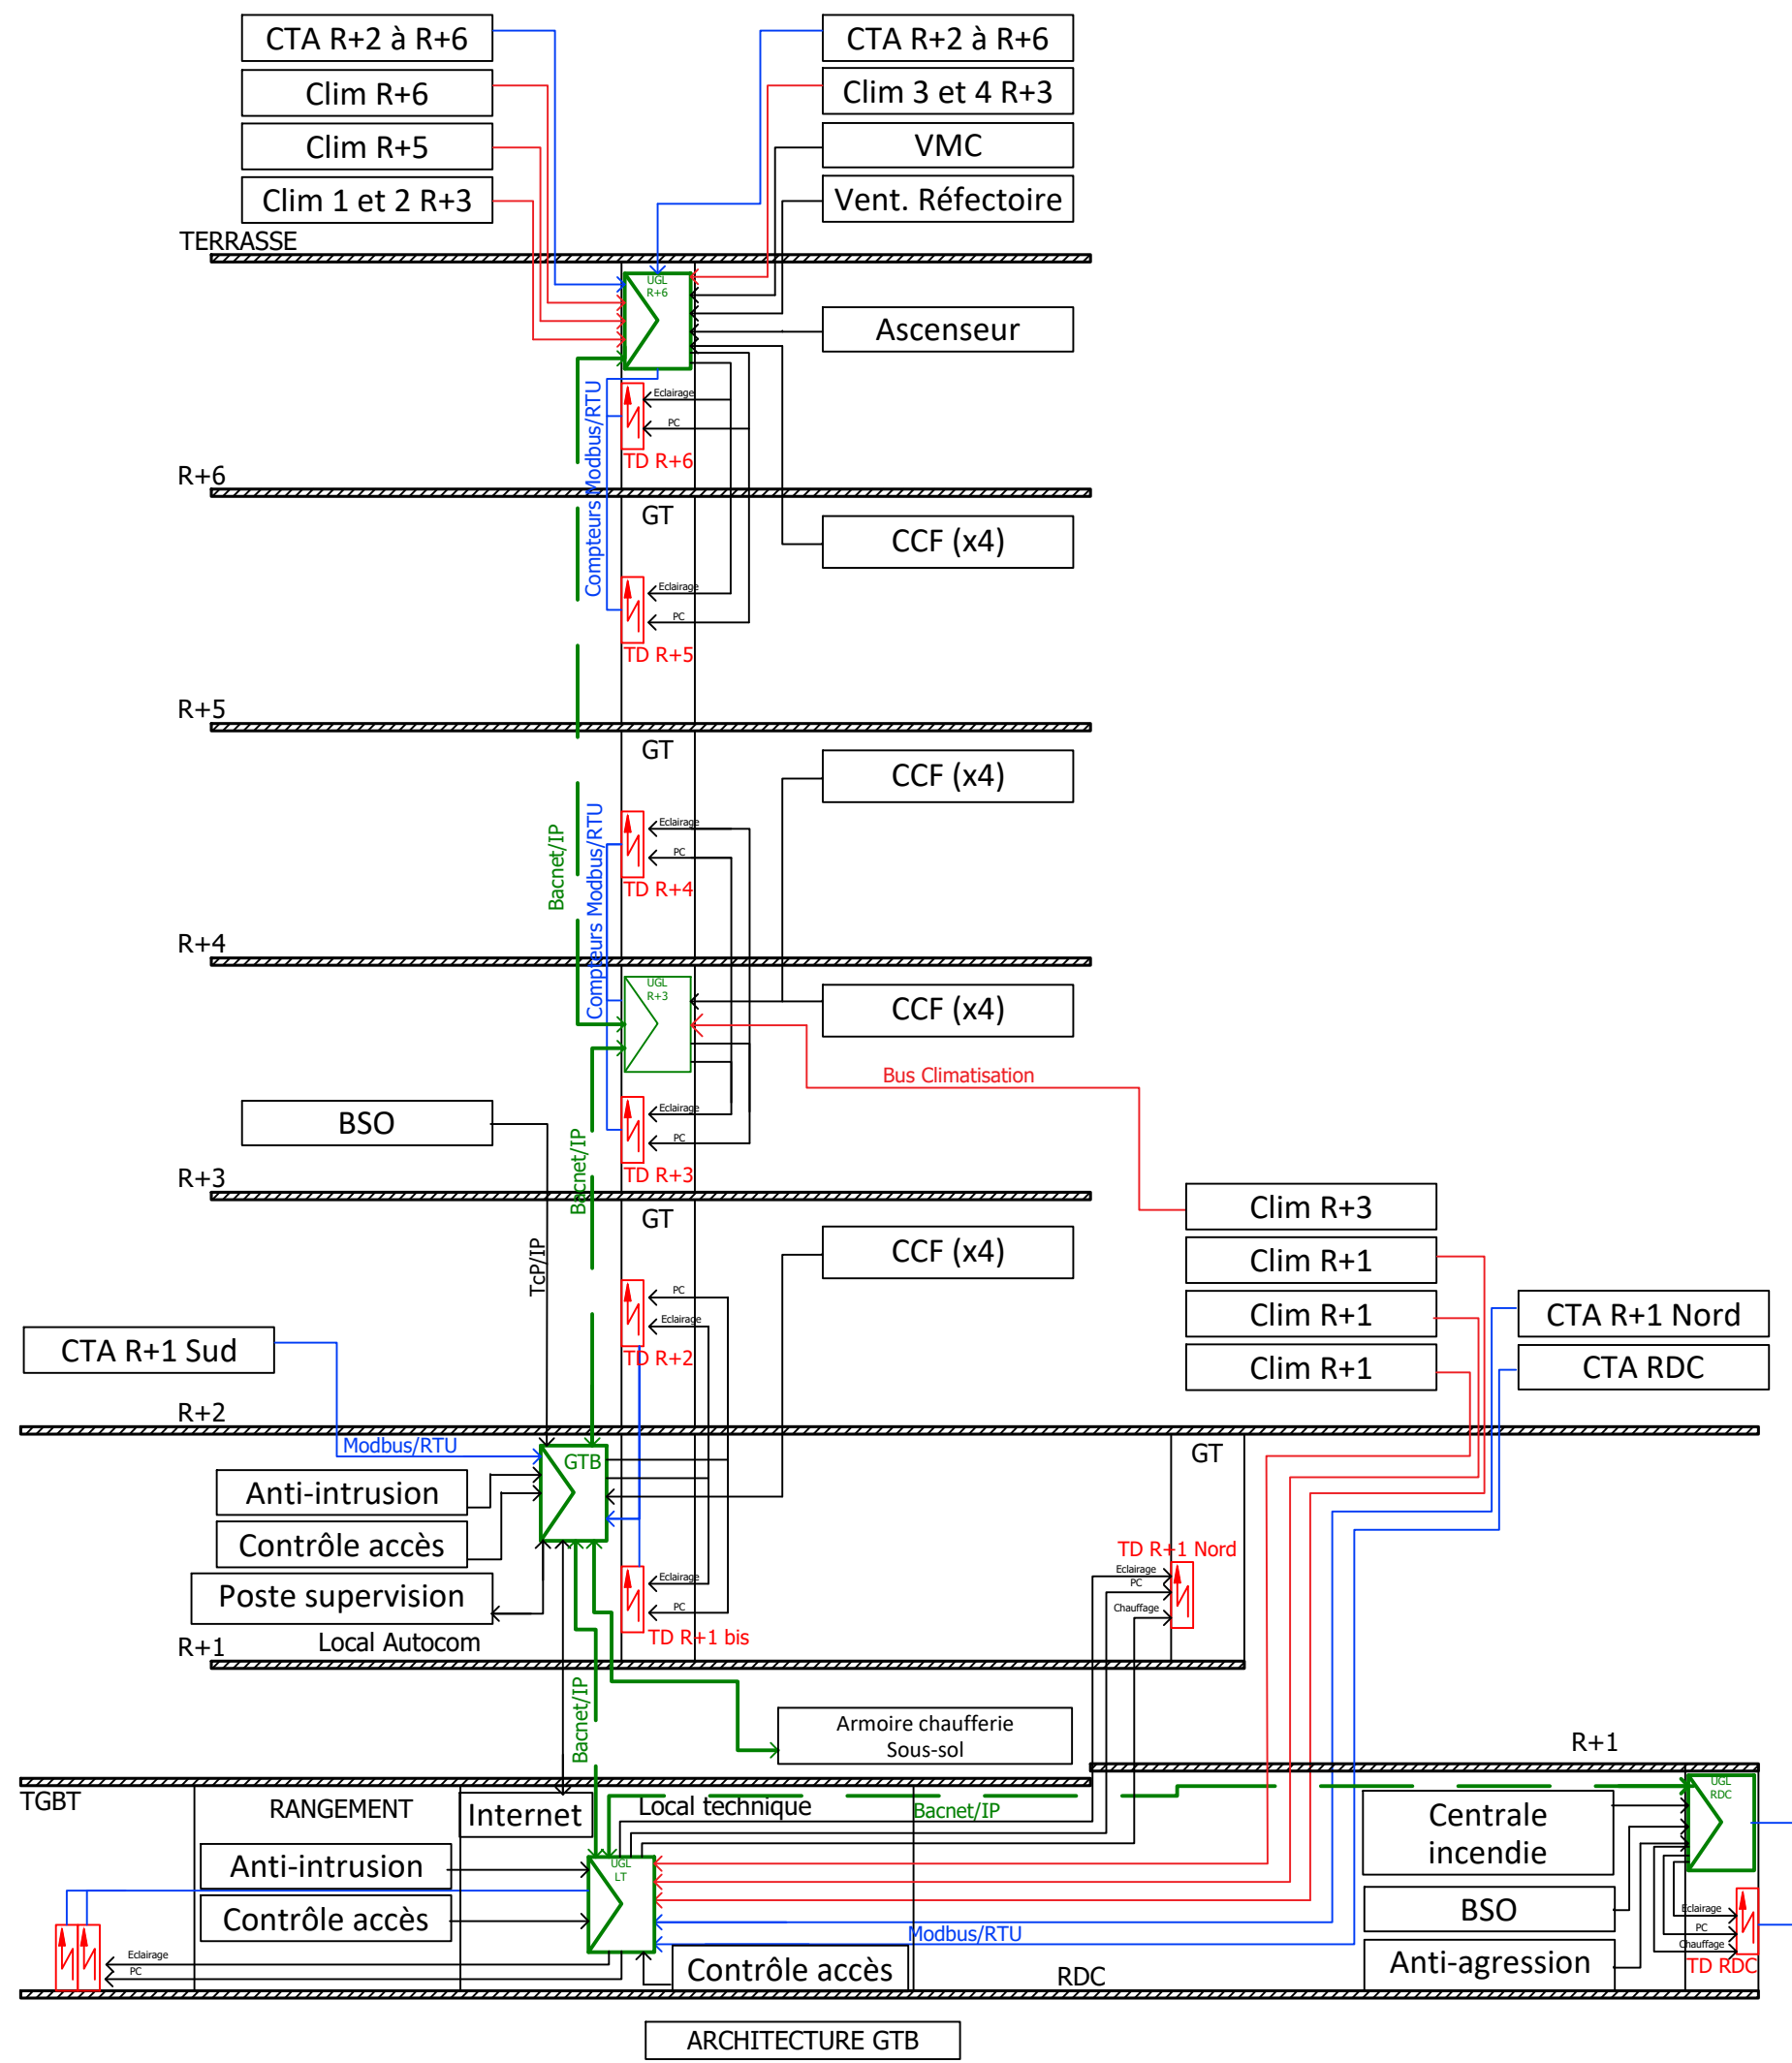 CTA R+2 à R+6
CTA R+2 à R+6
Clim R+6
Clim 3 et 4 R+3
Clim R+5
VMC
Clim 1 et 2 R+3
Vent. Réfectoire
TERRASSE
UGL
R+6
Ascenseur
Eclairage
PC
TD R+6
Compteurs Modbus/RTU
R+6
GT
CCF (x4)
Eclairage
PC
TD R+5
R+5
GT
CCF (x4)
Eclairage
PC
TD R+4
Bacnet/IP
Compteurs Modbus/RTU
R+4
UGL
R+3
CCF (x4)
Bus Climatisation
BSO
Eclairage
PC
TD R+3
Bacnet/IP
R+3
GT
Clim R+3
TcP/IP
CCF (x4)
Clim R+1
PC
Eclairage
TD R+2
Clim R+1
CTA R+1 Nord
CTA R+1 Sud
Clim R+1
CTA RDC
R+2
Modbus/RTU
GTB
GT
Anti-intrusion
Contrôle accès
TD R+1 Nord
Eclairage
PC
Chauffage
Poste supervision
Eclairage
PC
TD R+1 bis
Local Autocom
R+1
Bacnet/IP
Armoire chaufferie
Sous-sol
R+1
TGBT
RANGEMENT
Internet
Local technique
Bacnet/IP
UGL
RDC
Centrale
incendie
Anti-intrusion
UGL
LT
Contrôle accès
BSO
Modbus/RTU
Eclairage
PC
Chauffage
TD RDC
Eclairage
PC
Contrôle accès
RDC
Anti-agression
ARCHITECTURE GTB